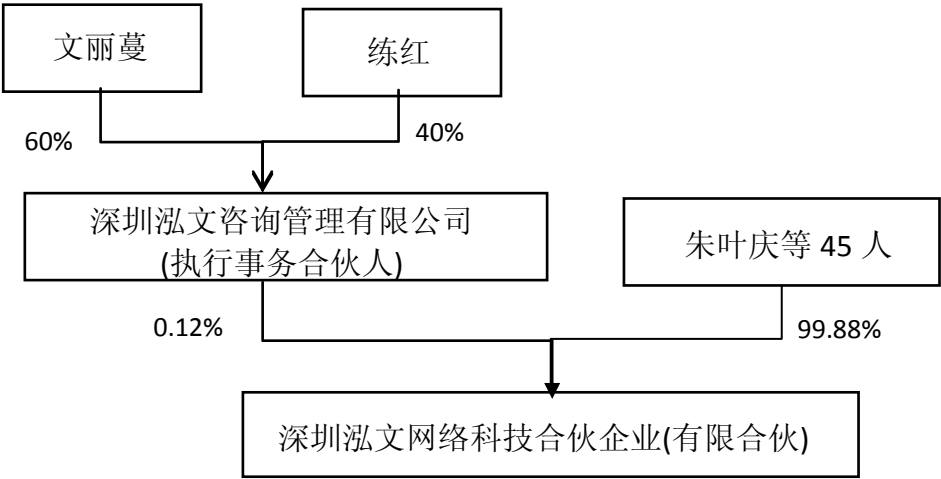 文丽蔓
练红
60%
40%
深圳泓文咨询管理有限公司
(执行事务合伙人)
朱叶庆等 45 人
0.12%
99.88%
深圳泓文网络科技合伙企业(有限合伙)